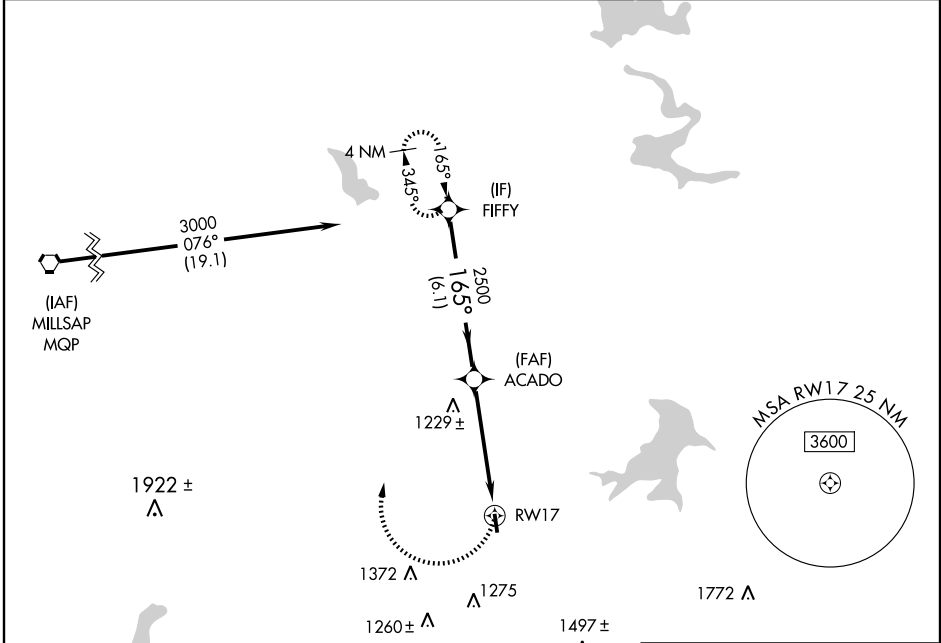 4 NM
165°
345°
(IF)
FIFFY
3000
076°
(19.1)
(IAF)
MILLSAP
MQP
2500
165°
(6.1)
(FAF)
ACADO
1229 ±
MSA RW17 25 NM
3600
1922 ±
RW17
1372
1275
1772
1260 ±
1497 ±